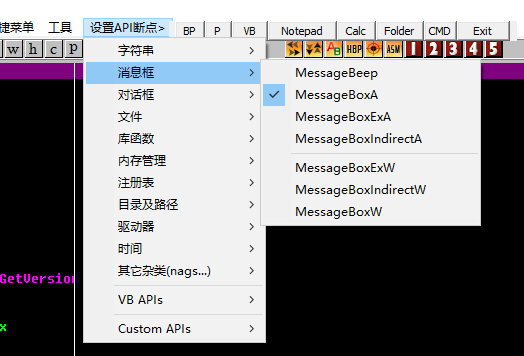 捷菜单 工具 设置API断点> BP P VB Notepad Calc Folder CMD Exit
w h c p HBP ASM 1 2 3 4 5
字符串
消息框
对话框
文件
库函数
内存管理
注册表
目录及路径
驱动器
时间
其它杂类(nags...)
VB APIs
Custom APIs
MessageBeep
MessageBoxA
MessageBoxExA
MessageBoxIndirectA
MessageBoxExW
MessageBoxIndirectW
MessageBoxW
GetVersion
x